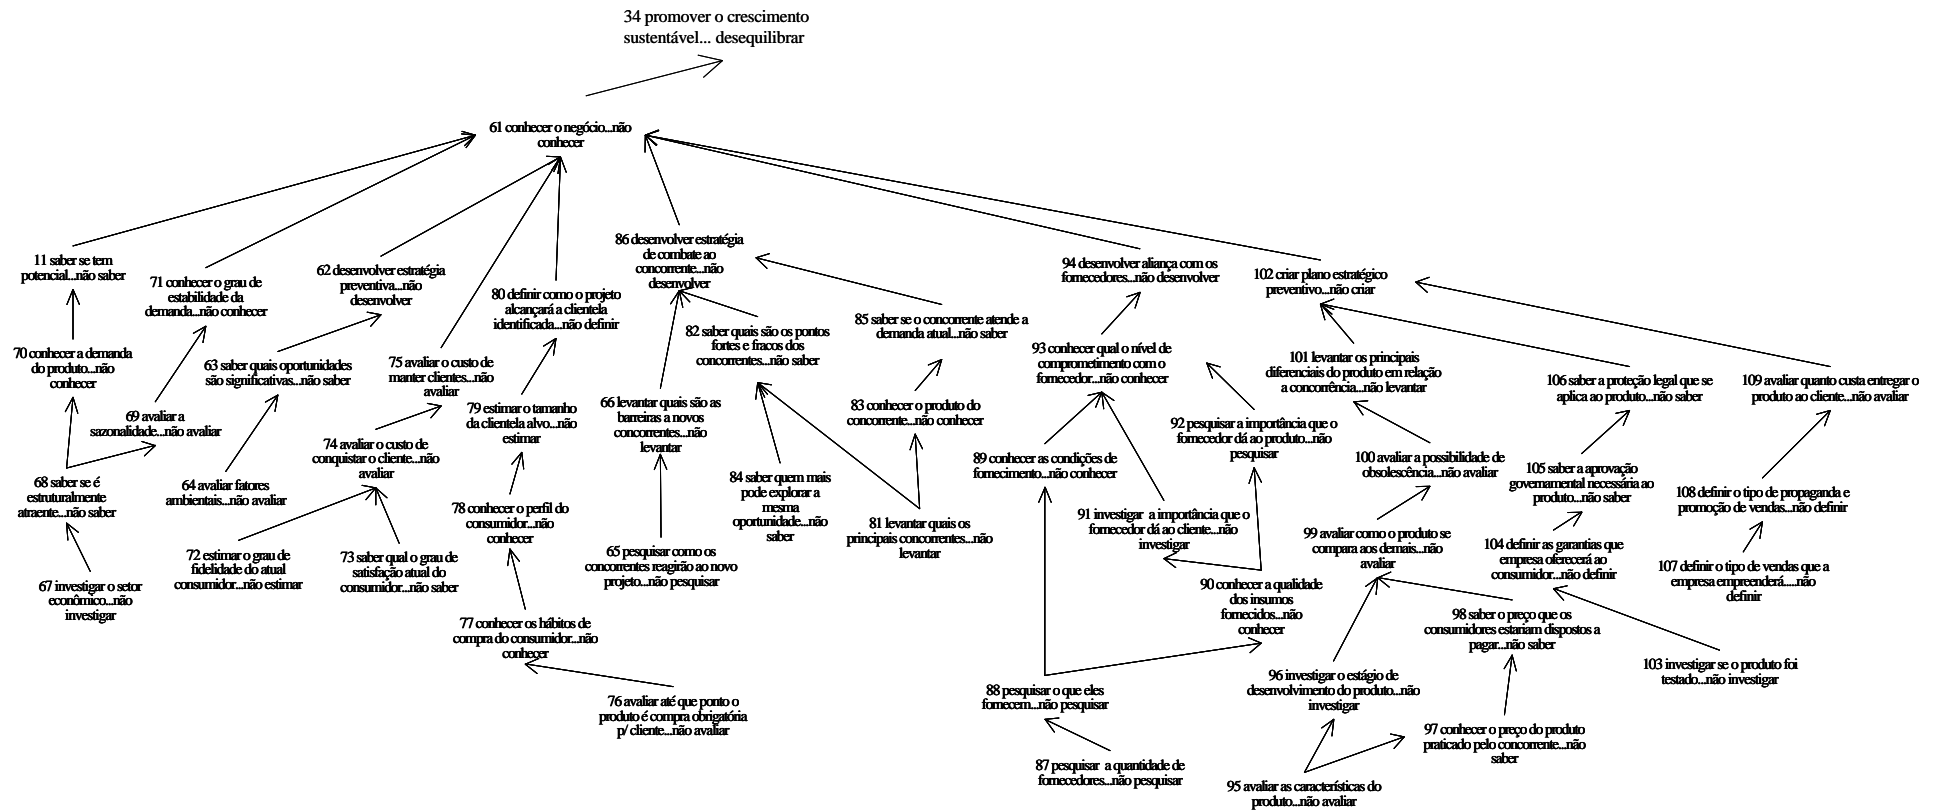 34 promover o crescimento
sustentável... desequilibrar
61 conhecer o negócio...não
conhecer
11 saber se tem
potencial...não saber
71 conhecer o grau de
estabilidade da
demanda...não conhecer
62 desenvolver estratégia
preventiva...não
desenvolver
80 definir como o projeto
alcançará a clientela
identificada...não definir
86 desenvolver estratégia
de combate ao
concorrente...não
desenvolver
94 desenvolver aliança com os
fornecedores...não desenvolver
102 criar plano estratégico
preventivo...não criar
70 conhecer a demanda
do produto...não
conhecer
63 saber quais oportunidades
são significativas...não saber
75 avaliar o custo de
manter clientes...não
avaliar
82 saber quais são os pontos
fortes e fracos dos
concorrentes...não saber
85 saber se o concorrente atende a
demanda atual...não saber
93 conhecer qual o nível de
comprometimento com o
fornecedor...não conhecer
101 levantar os principais
diferenciais do produto em relação
a concorrência...não levantar
106 saber a proteção legal que se
aplica ao produto...não saber
109 avaliar quanto custa entregar o
produto ao cliente...não avaliar
69 avaliar a
sazonalidade...não avaliar
79 estimar o tamanho
da clientela alvo...não
estimar
66 levantar quais são as
barreiras a novos
concorrentes...não
levantar
83 conhecer o produto do
concorrente...não conhecer
92 pesquisar a importância que o
fornecedor dá ao produto...não
pesquisar
74 avaliar o custo de
conquistar o cliente...não
avaliar
89 conhecer as condições de
fornecimento...não conhecer
100 avaliar a possibilidade de
obsolescência...não avaliar
105 saber a aprovação
governamental necessária ao
produto...não saber
68 saber se é
estruturalmente
atraente...não saber
64 avaliar fatores
ambientais...não avaliar
84 saber quem mais
pode explorar a
mesma
oportunidade...não
saber
108 definir o tipo de propaganda e
promoção de vendas...não definir
78 conhecer o perfil do
consumidor...não
conhecer
81 levantar quais os
principais concorrentes...não
levantar
91 investigar a importância que o
fornecedor dá ao cliente...não
investigar
99 avaliar como o produto se
compara aos demais...não
avaliar
104 definir as garantias que
empresa oferecerá ao
consumidor...não definir
72 estimar o grau de
fidelidade do atual
consumidor...não estimar
73 saber qual o grau de
satisfação atual do
consumidor...não saber
65 pesquisar como os
concorrentes reagirão ao novo
projeto...não pesquisar
107 definir o tipo de vendas que a
empresa empreenderá....não
definir
67 investigar o setor
econômico...não
investigar
90 conhecer a qualidade
dos insumos
fornecidos...não
conhecer
98 saber o preço que os
consumidores estariam dispostos a
pagar...não saber
77 conhecer os hábitos de
compra do consumidor...não
conhecer
103 investigar se o produto foi
testado...não investigar
96 investigar o estágio de
desenvolvimento do produto...não
investigar
88 pesquisar o que eles
fornecem...não pesquisar
76 avaliar até que ponto o
produto é compra obrigatória
p/ cliente...não avaliar
97 conhecer o preço do produto
praticado pelo concorrente...não
saber
87 pesquisar a quantidade de
fornecedores...não pesquisar
95 avaliar as características do
produto...não avaliar